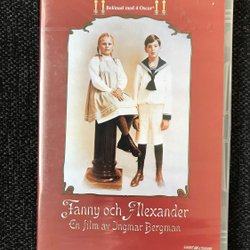 Belönad med 4 Oscar!
Fanny och Alexander
En film av Ingmar Bergman